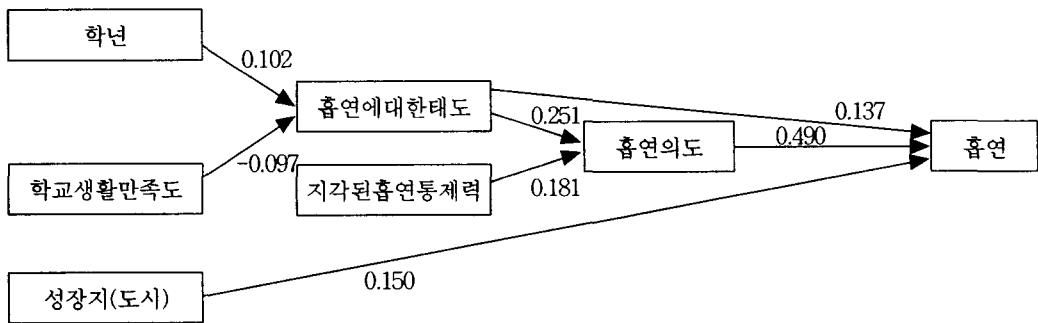 학년
0.102
흡연에대한태도
0.251
0.137
흡연의도
0.490
흡연
학교생활만족도
-0.097
지각된흡연통제력
0.181
성장지(도시)
0.150